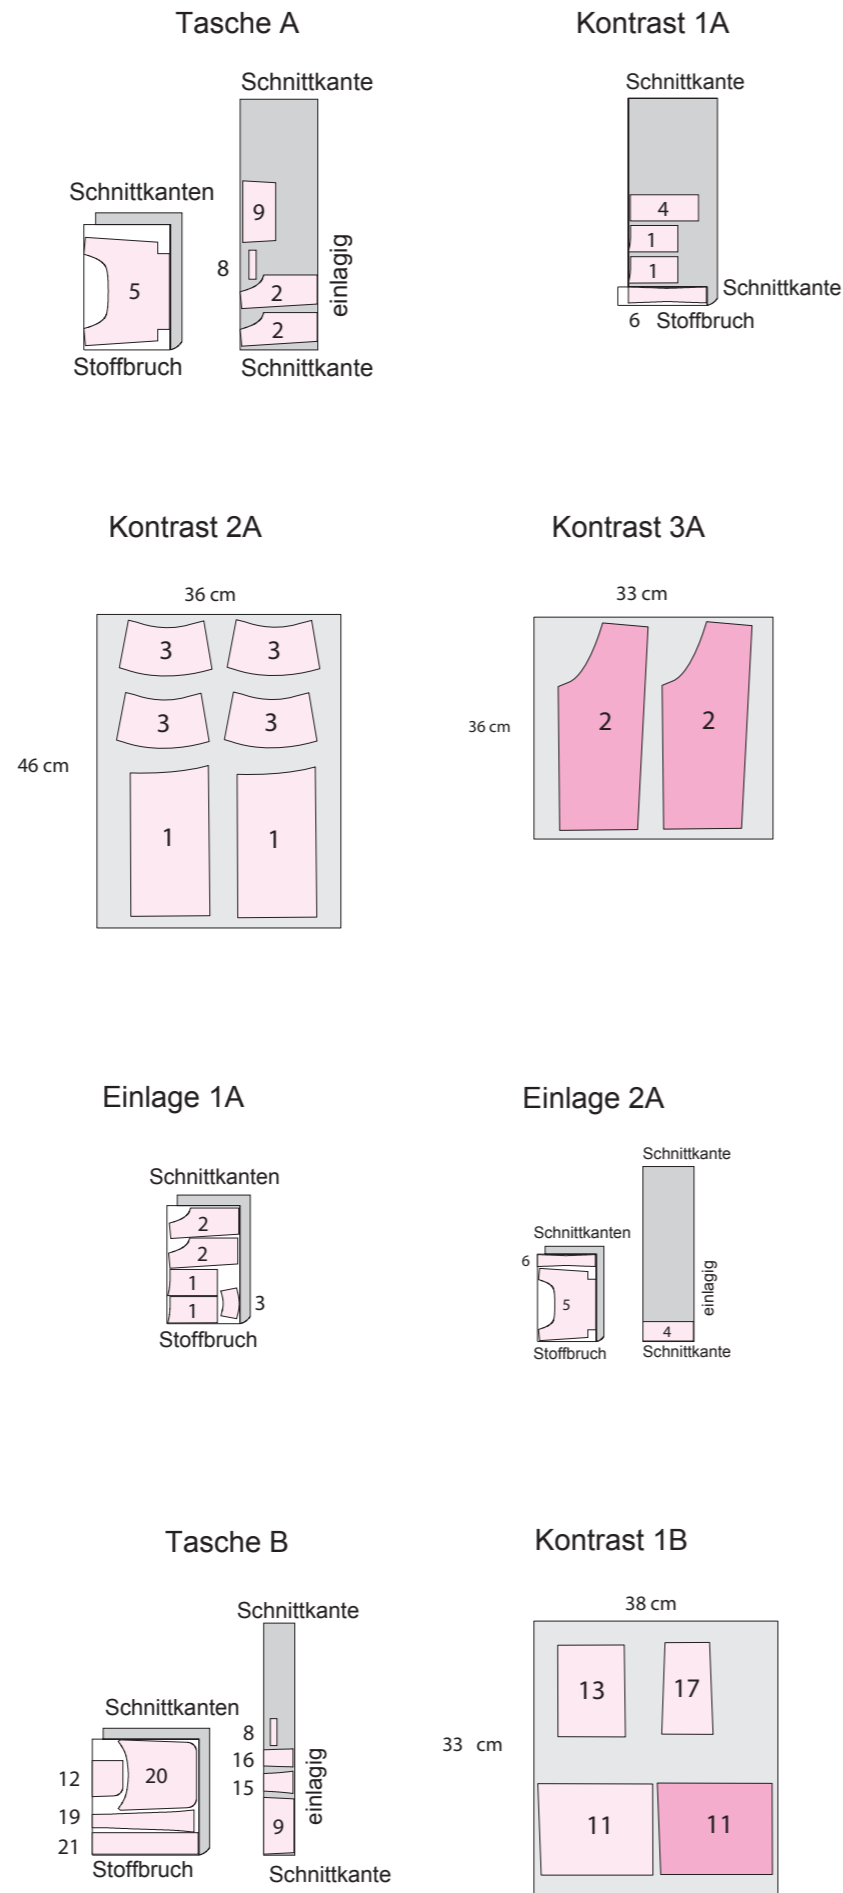 Tasche A
Schnittkante
Schnittkanten
9
8
5
2
einlagig
2
Stoffbruch
Schnittkante
Kontrast 1A
Schnittkante
4
1
1
Schnittkante
6 Stoffbruch
Kontrast 2A
36 cm
3 3
3 3
46 cm
1 1
Kontrast 3A
33 cm
36 cm
2 2
Einlage 1A
Schnittkanten
2
2
1
1 3
Stoffbruch
Einlage 2A
Schnittkante
Schnittkanten
6
5
einlagig
4
Stoffbruch
Schnittkante
Tasche B
Schnittkante
Schnittkanten
8
16
12 20
15
einlagig
19
9
21
Stoffbruch
Schnittkante
Kontrast 1B
38 cm
13 17
33 cm
11 11